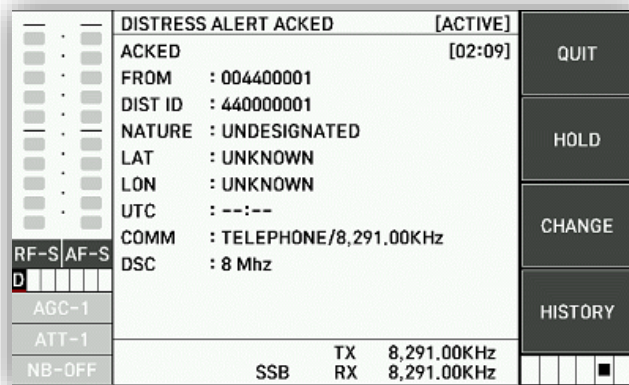 DISTRESS ALERT ACKED [ACTIVE]
ACKED [02:09]
FROM : 004400001
DIST ID : 440000001
NATURE : UNDESIGNATED
LAT : UNKNOWN
LON : UNKNOWN
UTC : --:--
COMM : TELEPHONE/8,291.00KHz
DSC : 8 Mhz
TX 8,291.00KHz
SSB RX 8,291.00KHz
RF-S AF-S
D
AGC-1
ATT-1
NB-OFF
QUIT
HOLD
CHANGE
HISTORY